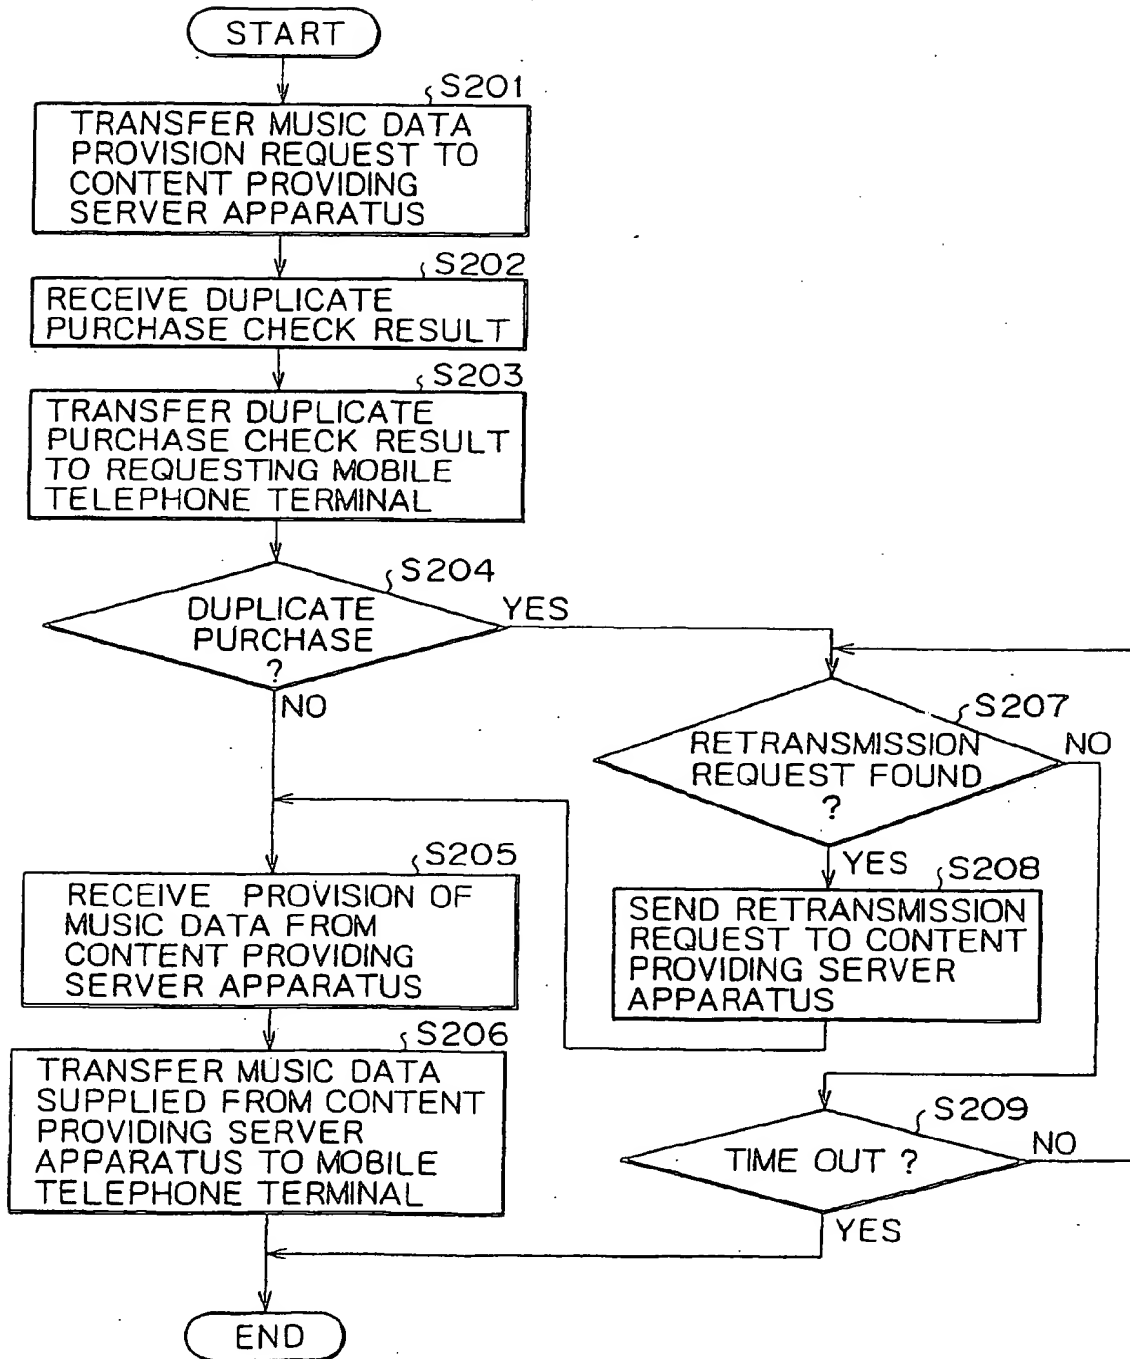 START
S201
TRANSFER MUSIC DATA
PROVISION REQUEST TO
CONTENT PROVIDING
SERVER APPARATUS
S202
RECEIVE DUPLICATE
PURCHASE CHECK RESULT
S203
TRANSFER DUPLICATE
PURCHASE CHECK RESULT
TO REQUESTING MOBILE
TELEPHONE TERMINAL
S204
DUPLICATE
PURCHASE
?
YES
NO
S207
RETRANSMISSION
REQUEST FOUND
?
NO
YES
S208
SEND RETRANSMISSION
REQUEST TO CONTENT
PROVIDING SERVER
APPARATUS
S205
RECEIVE PROVISION OF
MUSIC DATA FROM
CONTENT PROVIDING
SERVER APPARATUS
S206
TRANSFER MUSIC DATA
SUPPLIED FROM CONTENT
PROVIDING SERVER
APPARATUS TO MOBILE
TELEPHONE TERMINAL
S209
TIME OUT ?
NO
YES
END